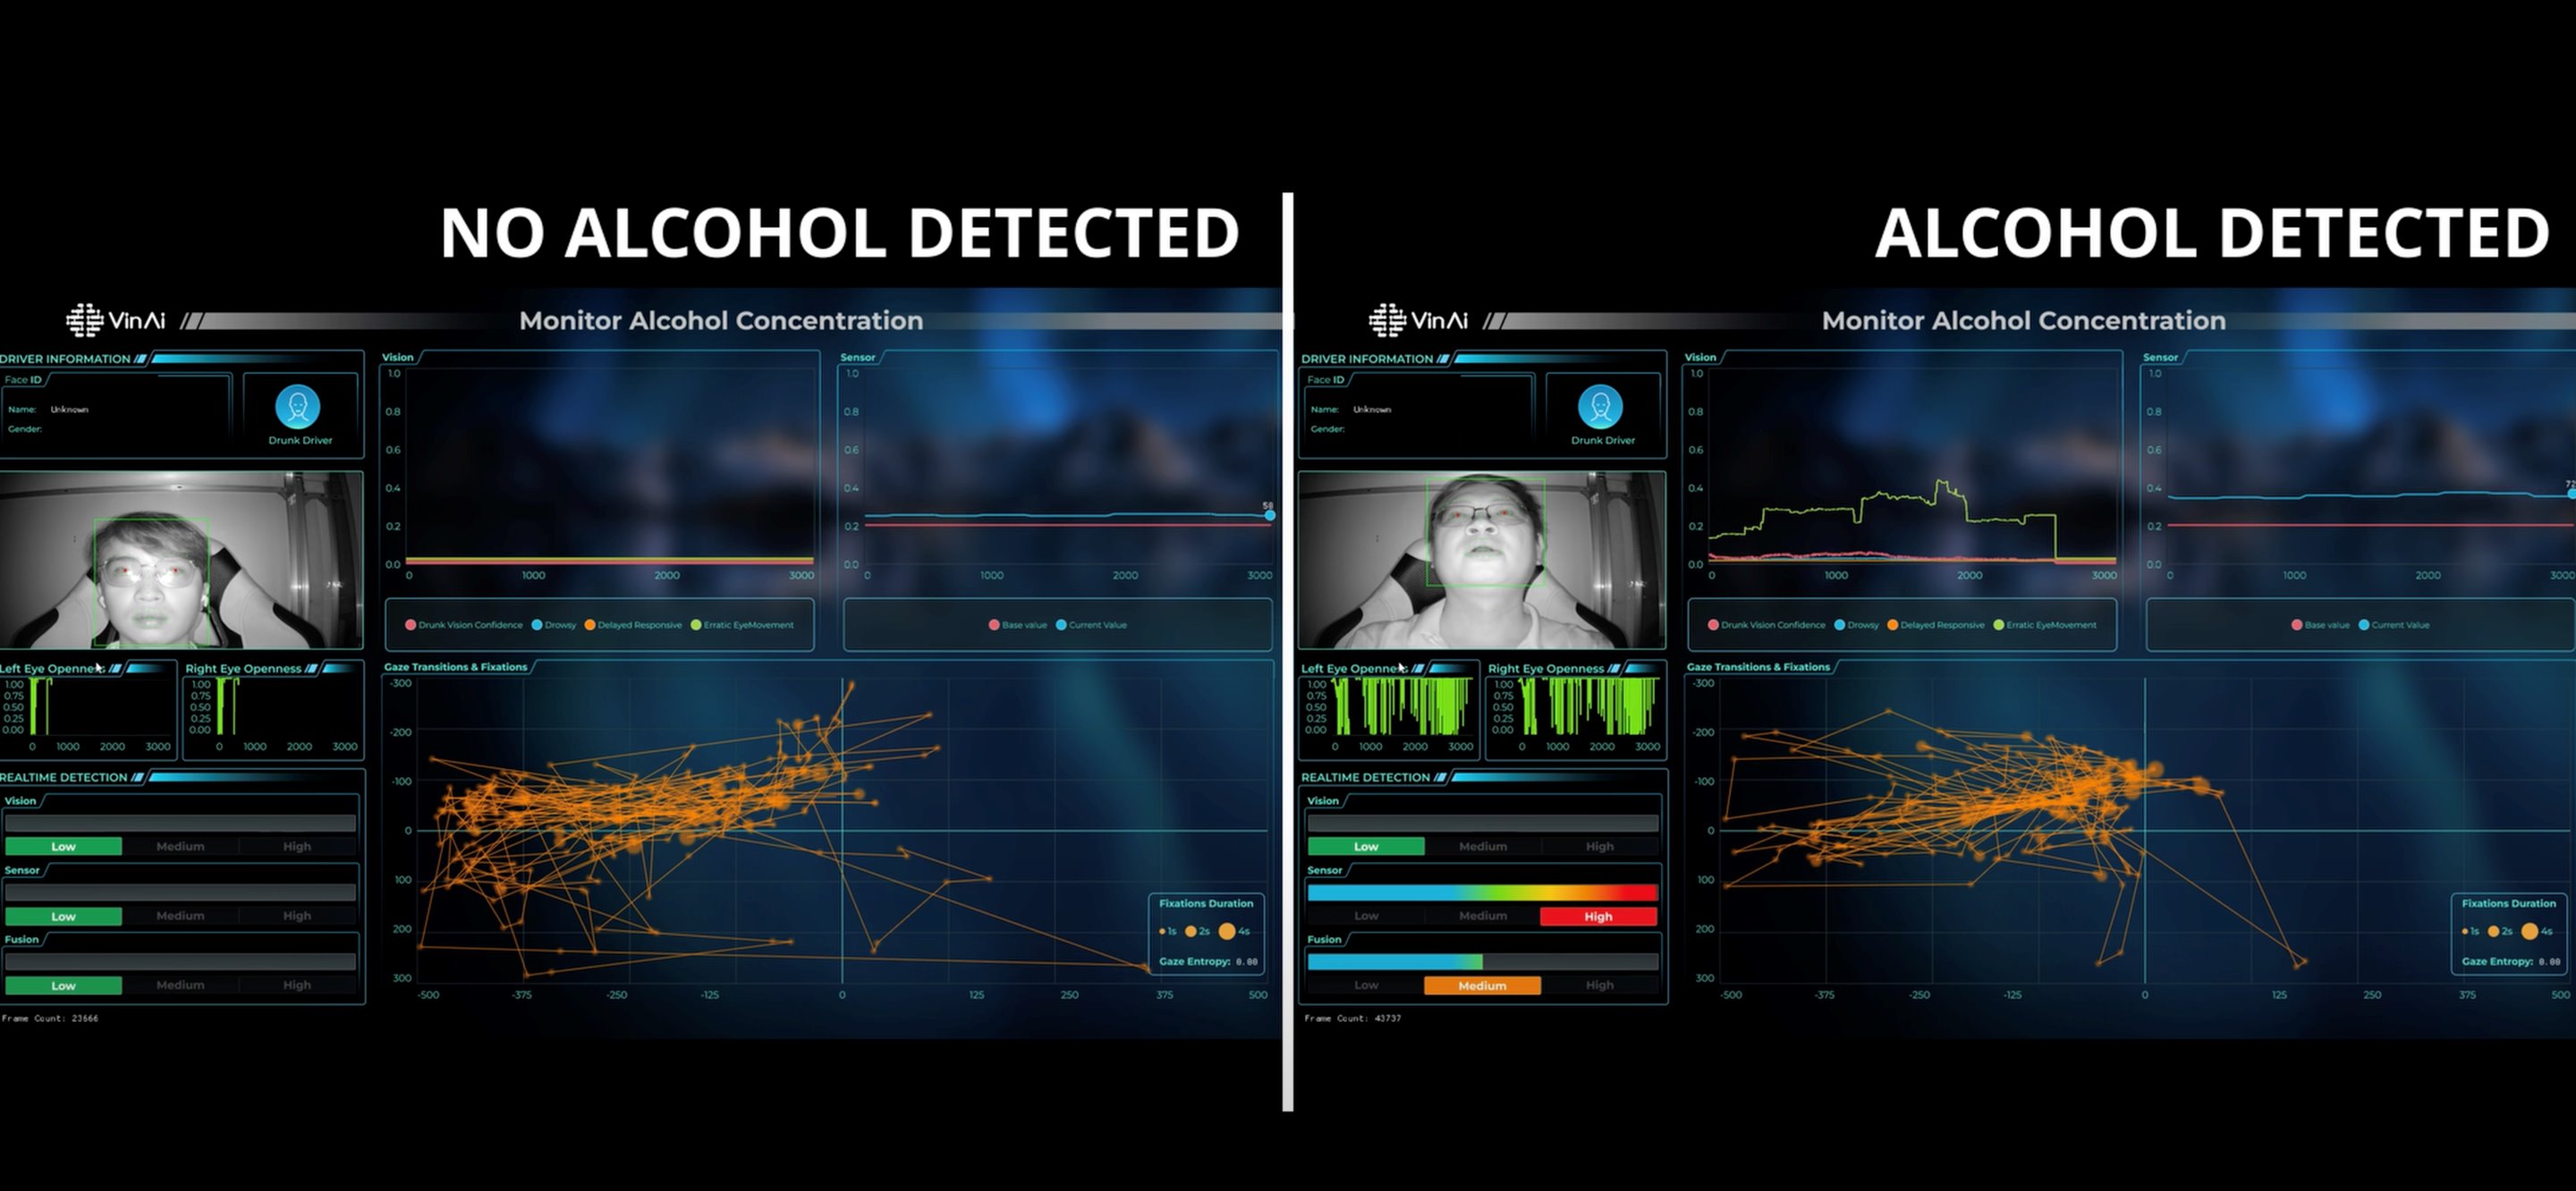 NO ALCOHOL DETECTED
VinAi
Monitor Alcohol Concentration
DRIVER INFORMATION
Face ID
Name: Unknown
Gender:
Drunk Driver
Vision
1.0
0.8
0.6
0.4
0.2
0.0
0 1000 2000 3000
Drunk Vision Confidence Drowsy Delayed Responsive Erratic EyeMovement
Sensor
1.0
0.8
0.6
0.4
0.2
0.0
58
0 1000 2000 3000
Base value Current Value
Left Eye Openness
1.00
0.75
0.50
0.25
0.00
0 1000 2000 3000
Right Eye Openness
1.00
0.75
0.50
0.25
0.00
0 1000 2000 3000
REALTIME DETECTION
Vision
Low Medium High
Sensor
Low Medium High
Fusion
Low Medium High
Frame Count: 23666
Gaze Transitions & Fixations
-300
-200
-100
0
100
200
300
-500 -375 -250 -125 0 125 250 375 500
Fixations Duration
1s 2s 4s
Gaze Entropy: 0.00
ALCOHOL DETECTED
VinAi
Monitor Alcohol Concentration
DRIVER INFORMATION
Face ID
Name: Unknown
Gender:
Drunk Driver
Vision
1.0
0.8
0.6
0.4
0.2
0.0
0 1000 2000 3000
Drunk Vision Confidence Drowsy Delayed Responsive Erratic EyeMovement
Sensor
1.0
0.8
0.6
0.4
0.2
0.0
72
0 1000 2000 3000
Base value Current Value
Left Eye Openness
1.00
0.75
0.50
0.25
0.00
0 1000 2000 3000
Right Eye Openness
1.00
0.75
0.50
0.25
0.00
0 1000 2000 3000
REALTIME DETECTION
Vision
Low Medium High
Sensor
Low Medium High
Fusion
Low Medium High
Frame Count: 43737
Gaze Transitions & Fixations
-300
-200
-100
0
100
200
300
-500 -375 -250 -125 0 125 250 375 500
Fixations Duration
1s 2s 4s
Gaze Entropy: 0.00